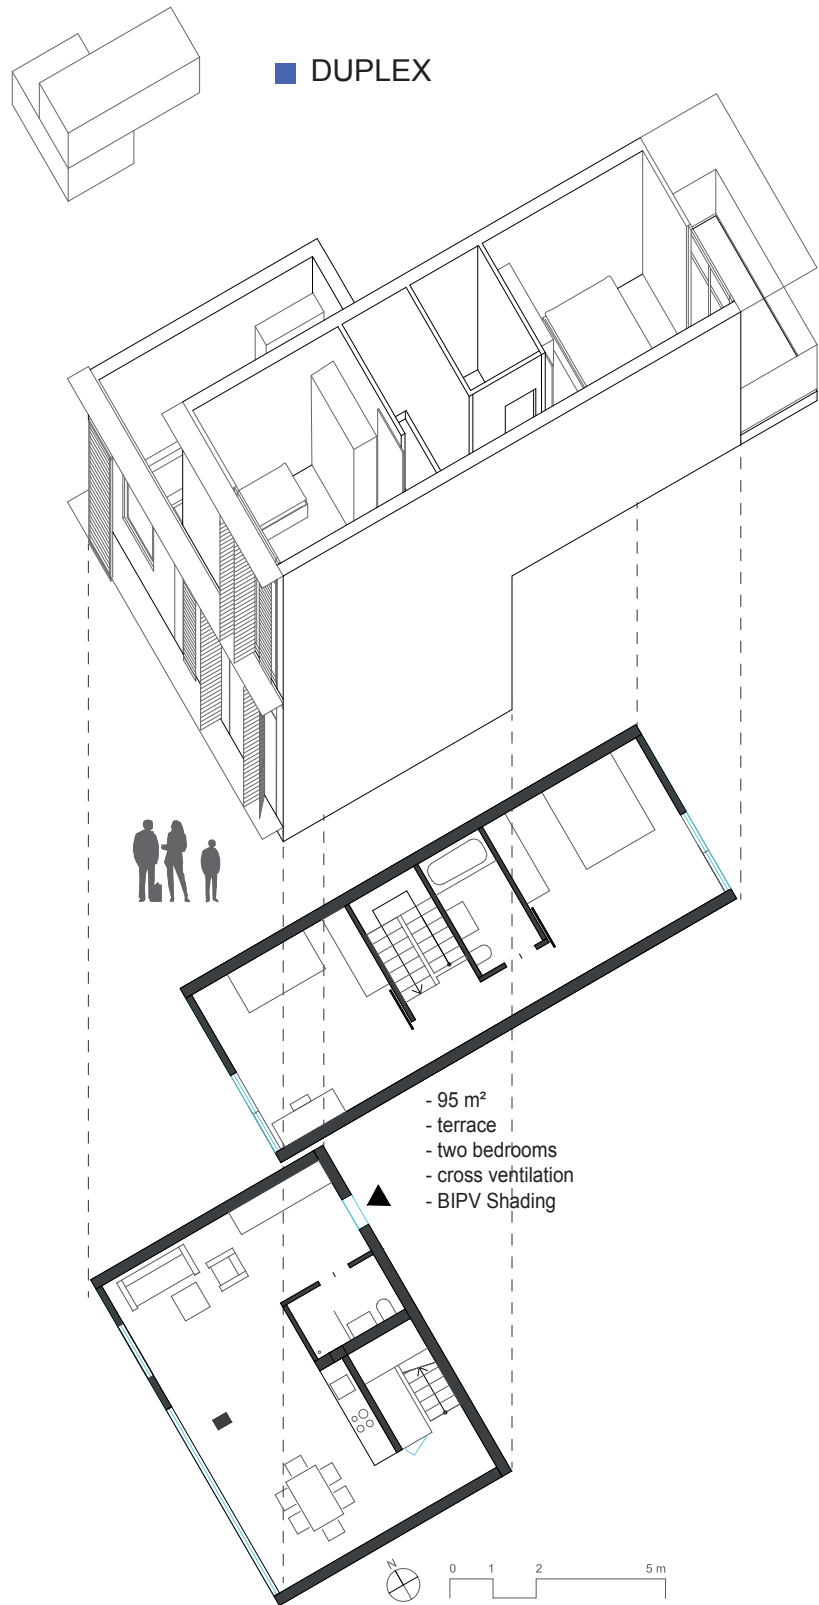 DUPLEX
- 95 m²
- terrace
- two bedrooms
- cross ventilation
- BIPV Shading
N
0 1 2 5 m